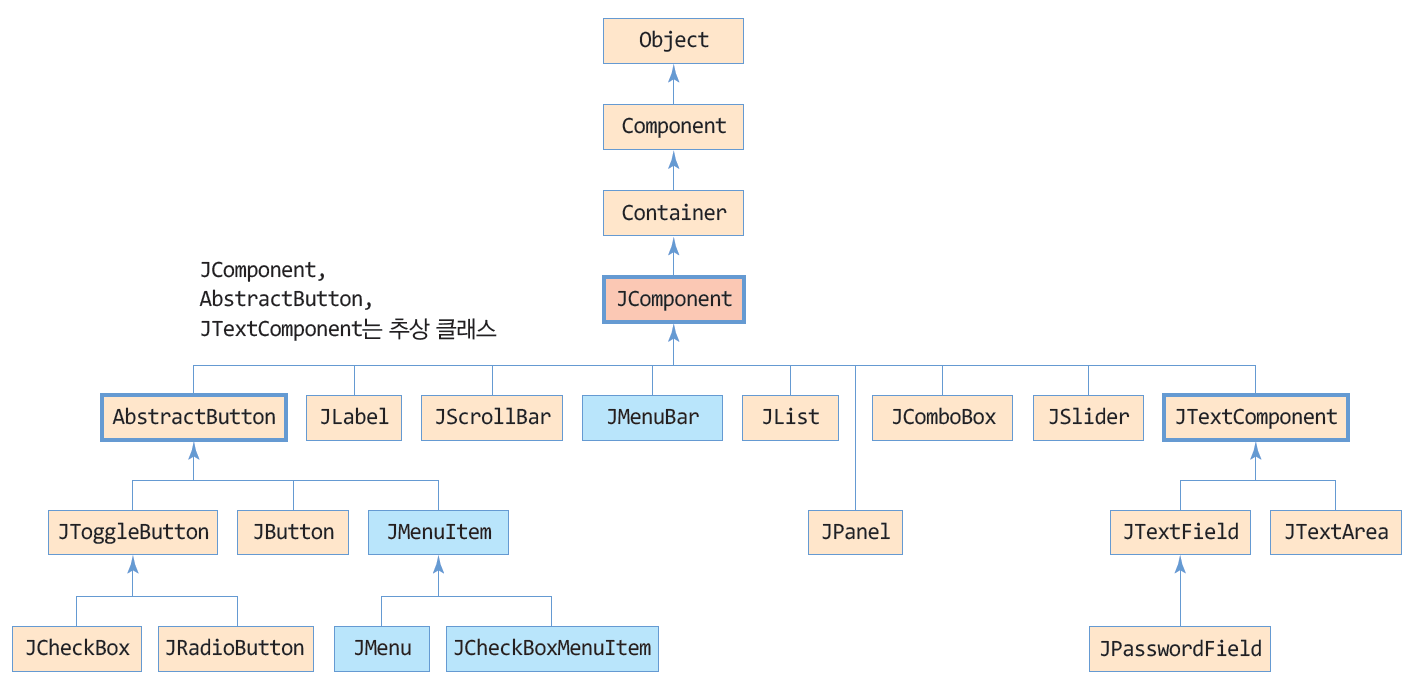 Object
Component
Container
JComponent,
AbstractButton,
JTextComponent는 추상 클래스
JComponent
AbstractButton
JLabel
JScrollBar
JMenuBar
JList
JComboBox
JSlider
JTextComponent
JToggleButton
JButton
JMenuItem
JPanel
JTextField
JTextArea
JCheckBox
JRadioButton
JMenu
JCheckBoxMenuItem
JPasswordField